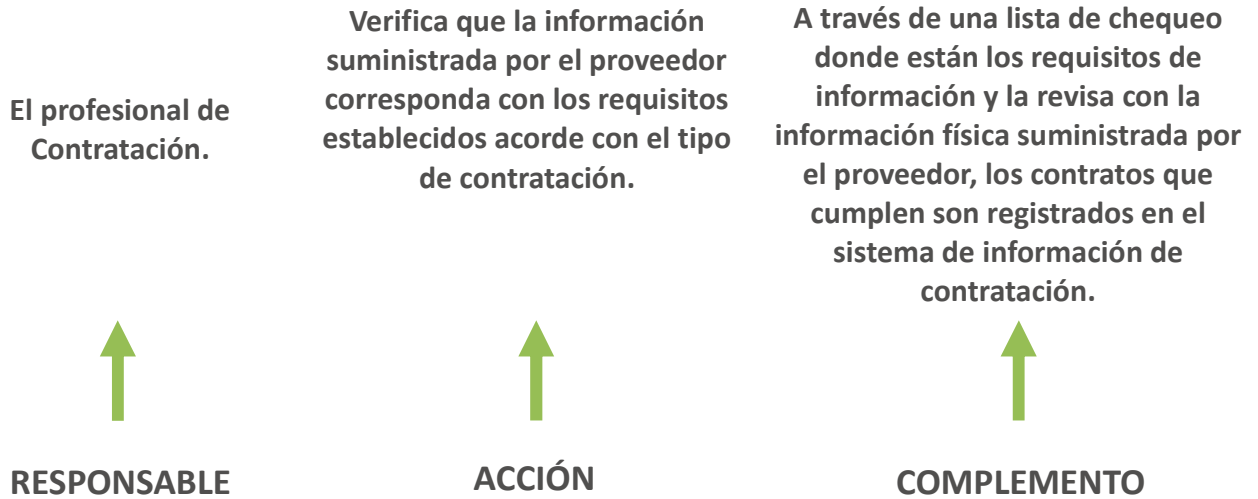 El profesional de
Contratación.
Verifica que la información
suministrada por el proveedor
corresponda con los requisitos
establecidos acorde con el tipo
de contratación.
A través de una lista de chequeo
donde están los requisitos de
información y la revisa con la
información física suministrada por
el proveedor, los contratos que
cumplen son registrados en el
sistema de información de
contratación.
RESPONSABLE
ACCIÓN
COMPLEMENTO